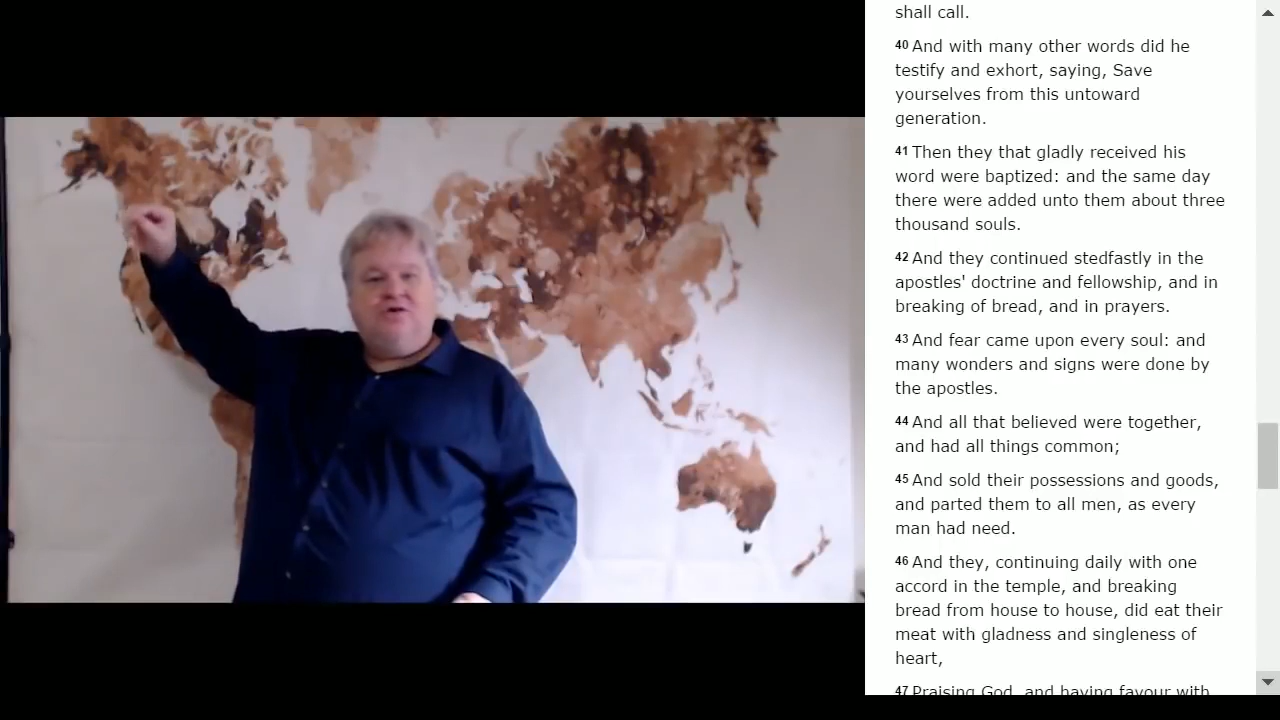 shall call.
40 And with many other words did he
testify and exhort, saying, Save
yourselves from this untoward
generation.
41 Then they that gladly received his
word were baptized: and the same day
there were added unto them about three
thousand souls.
42 And they continued stedfastly in the
apostles' doctrine and fellowship, and in
breaking of bread, and in prayers.
43 And fear came upon every soul: and
many wonders and signs were done by
the apostles.
44 And all that believed were together,
and had all things common;
45 And sold their possessions and goods,
and parted them to all men, as every
man had need.
46 And they, continuing daily with one
accord in the temple, and breaking
bread from house to house, did eat their
meat with gladness and singleness of
heart,
47 Praising God, and having favour with